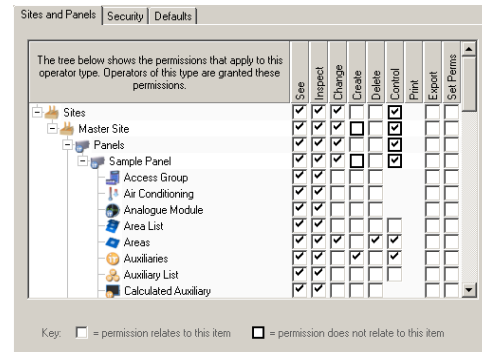 Sites and Panels Security Defaults
The tree below shows the permissions that apply to this
operator type. Operators of this type are granted these
permissions.
See
Inspect
Change
Create
Delete
Control
Print
Export
Set Perms
Sites
Master Site
Panels
Sample Panel
Access Group
Air Conditioning
Analogue Module
Area List
Areas
Auxiliaries
Auxiliary List
Calculated Auxiliary
Key: = permission relates to this item = permission does not relate to this item